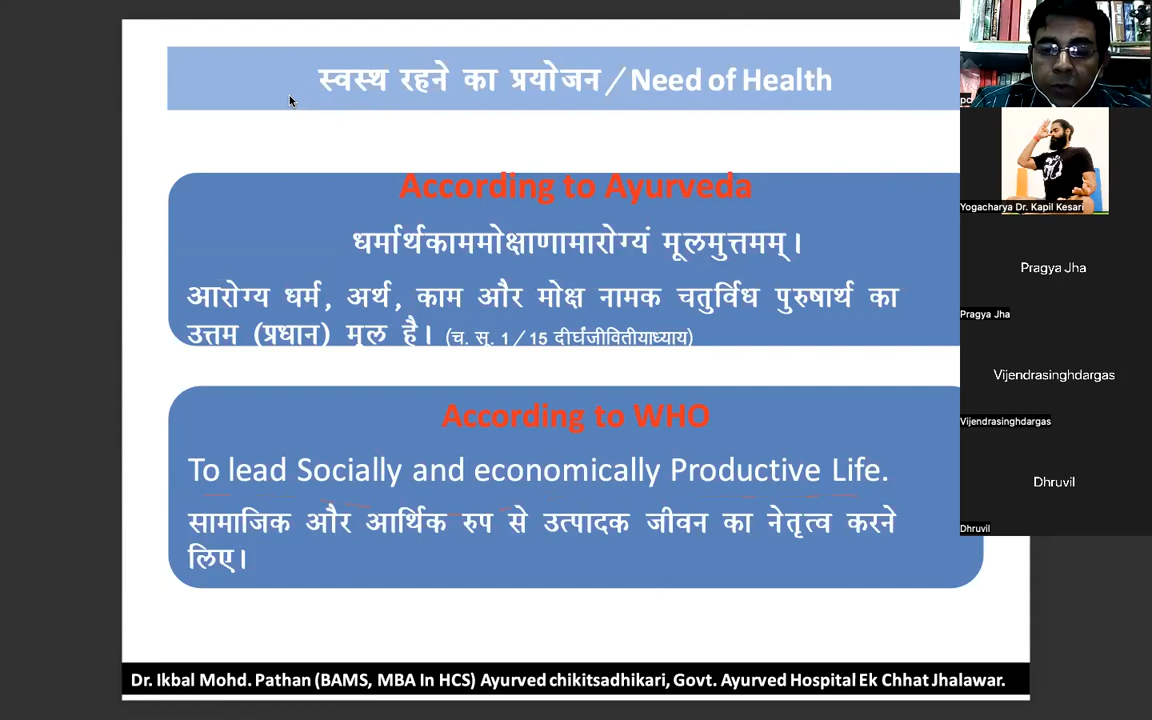 स्वस्थ रहने का प्रयोजन / Need of Health
According to Ayurveda
धर्मार्थकाममोक्षाणामारोग्यं मूलमुत्तमम्।
आरोग्य धर्म, अर्थ, काम और मोक्ष नामक चतुर्विध पुरुषार्थ का
उत्तम (प्रधान) मूल है। (च. सू. 1/15 दीर्घंजीवितीयाध्याय)
According to WHO
To lead Socially and economically Productive Life.
सामाजिक और आर्थिक रुप से उत्पादक जीवन का नेतृत्व करने
लिए।
Dr. Ikbal Mohd. Pathan (BAMS, MBA In HCS) Ayurved chikitsadhikari, Govt. Ayurved Hospital Ek Chhat Jhalawar.
Yogacharya Dr. Kapil Kesari
Pragya Jha
Pragya Jha
Vijendrasinghdargas
Vijendrasinghdargas
Dhruvil
Dhruvil